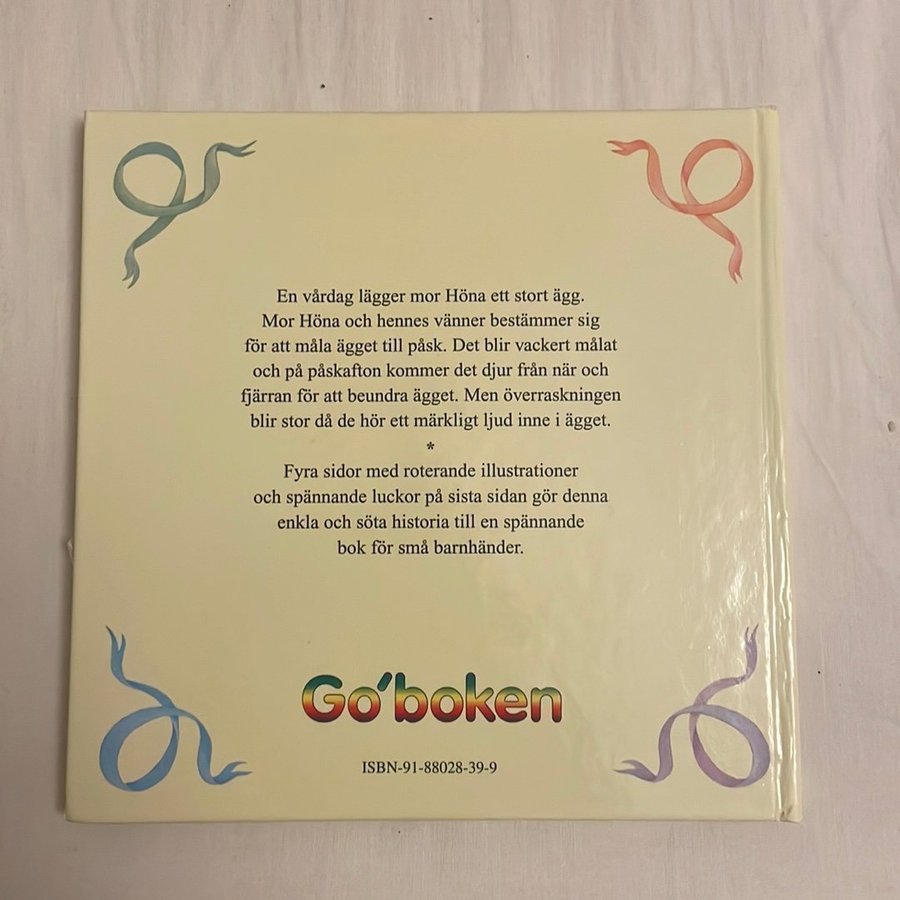 En vårdag lägger mor Höna ett stort ägg.
Mor Höna och hennes vänner bestämmer sig
för att måla ägget till påsk. Det blir vackert målat
och på påskafton kommer det djur från när och
fjärran för att beundra ägget. Men överraskningen
blir stor då de hör ett märkligt ljud inne i ägget.
*
Fyra sidor med roterande illustrationer
och spännande luckor på sista sidan gör denna
enkla och söta historia till en spännande
bok för små barnhänder.
Go'boken
ISBN-91-88028-39-9